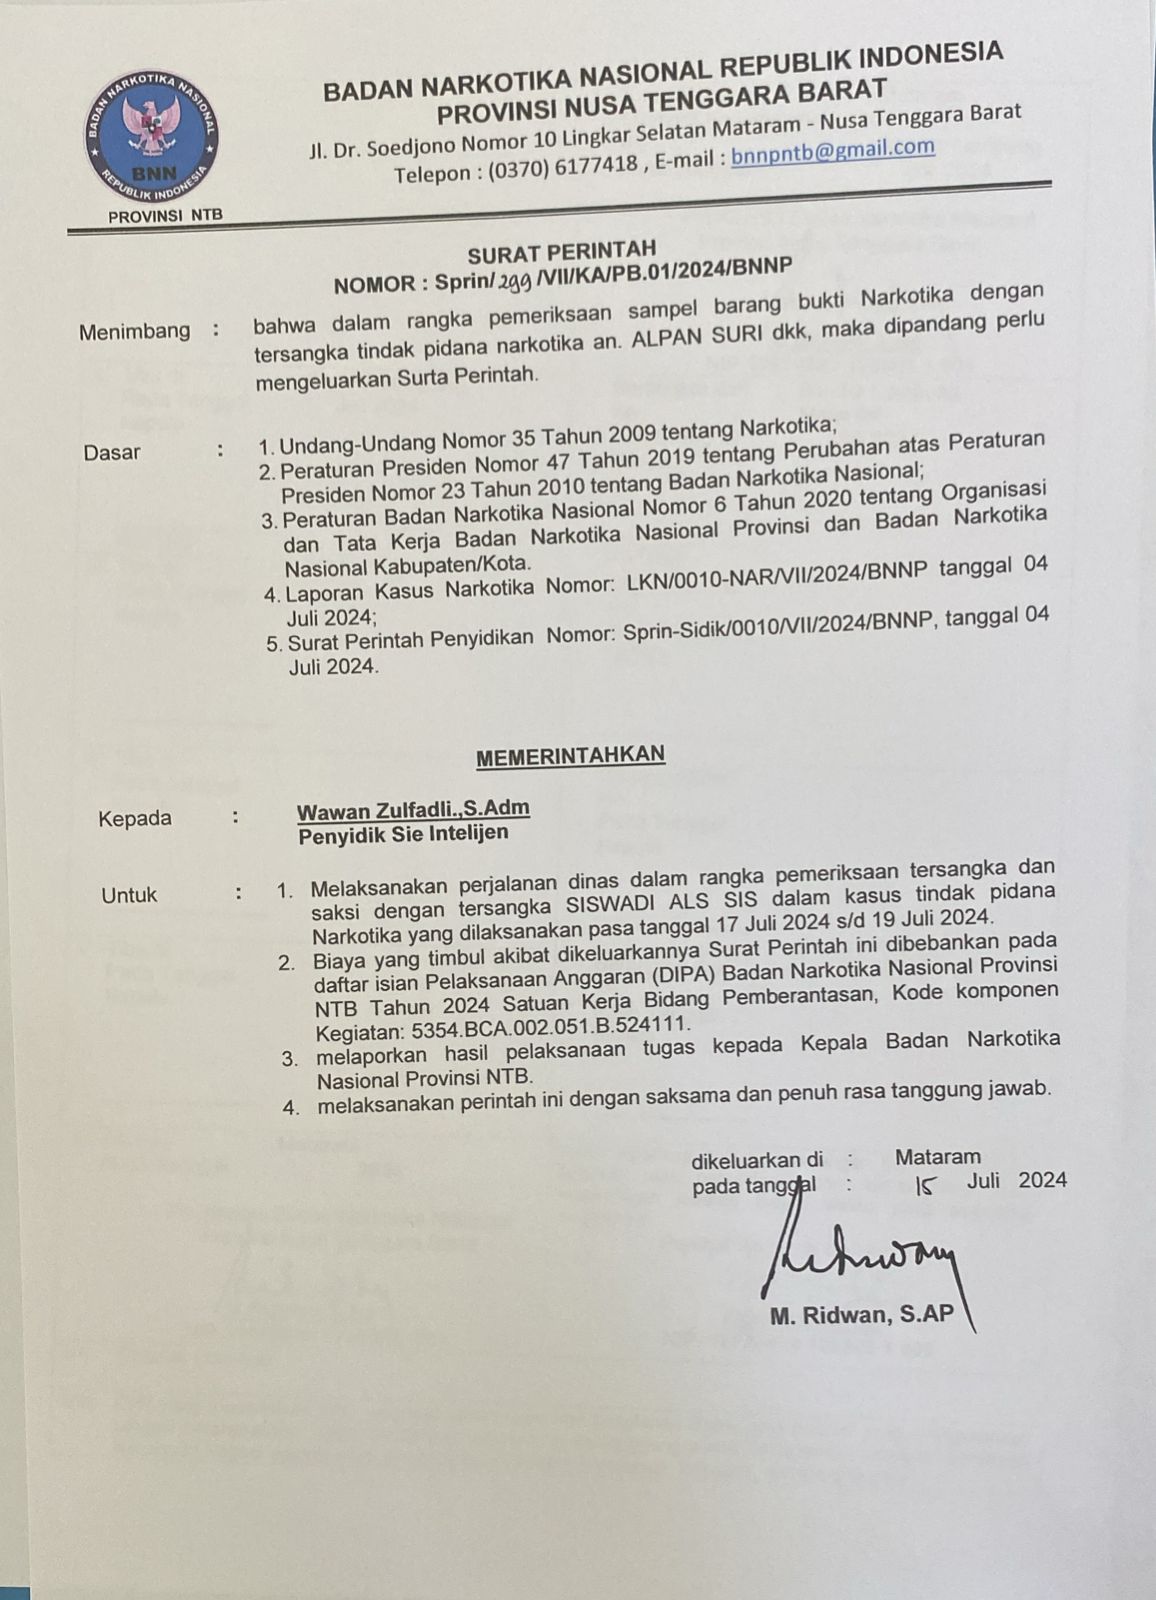 BADAN NARKOTIKA NASIONAL
BNN
REPUBLIK INDONESIA
PROVINSI NTB
BADAN NARKOTIKA NASIONAL REPUBLIK INDONESIA
PROVINSI NUSA TENGGARA BARAT
Jl. Dr. Soedjono Nomor 10 Lingkar Selatan Mataram - Nusa Tenggara Barat
Telepon : (0370) 6177418 , E-mail : bnnpntb@gmail.com
SURAT PERINTAH
NOMOR : Sprin/299/VII/KA/PB.01/2024/BNNP
Menimbang : bahwa dalam rangka pemeriksaan sampel barang bukti Narkotika dengan
tersangka tindak pidana narkotika an. ALPAN SURI dkk, maka dipandang perlu
mengeluarkan Surta Perintah.
Dasar : 1. Undang-Undang Nomor 35 Tahun 2009 tentang Narkotika;
2. Peraturan Presiden Nomor 47 Tahun 2019 tentang Perubahan atas Peraturan
Presiden Nomor 23 Tahun 2010 tentang Badan Narkotika Nasional;
3. Peraturan Badan Narkotika Nasional Nomor 6 Tahun 2020 tentang Organisasi
dan Tata Kerja Badan Narkotika Nasional Provinsi dan Badan Narkotika
Nasional Kabupaten/Kota.
4. Laporan Kasus Narkotika Nomor: LKN/0010-NAR/VII/2024/BNNP tanggal 04
Juli 2024;
5. Surat Perintah Penyidikan Nomor: Sprin-Sidik/0010/VII/2024/BNNP, tanggal 04
Juli 2024.
MEMERINTAHKAN
Kepada : Wawan Zulfadli.,S.Adm
Penyidik Sie Intelijen
Untuk : 1. Melaksanakan perjalanan dinas dalam rangka pemeriksaan tersangka dan
saksi dengan tersangka SISWADI ALS SIS dalam kasus tindak pidana
Narkotika yang dilaksanakan pasa tanggal 17 Juli 2024 s/d 19 Juli 2024.
2. Biaya yang timbul akibat dikeluarkannya Surat Perintah ini dibebankan pada
daftar isian Pelaksanaan Anggaran (DIPA) Badan Narkotika Nasional Provinsi
NTB Tahun 2024 Satuan Kerja Bidang Pemberantasan, Kode komponen
Kegiatan: 5354.BCA.002.051.B.524111.
3. melaporkan hasil pelaksanaan tugas kepada Kepala Badan Narkotika
Nasional Provinsi NTB.
4. melaksanakan perintah ini dengan saksama dan penuh rasa tanggung jawab.
dikeluarkan di : Mataram
pada tanggal : 15 Juli 2024
M. Ridwan, S.AP